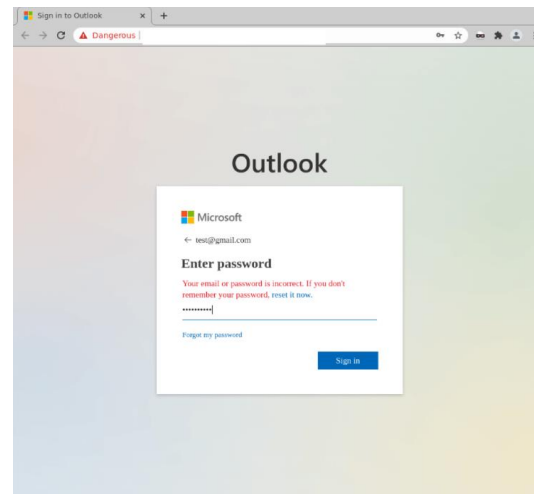 Sign in to Outlook
Dangerous
Outlook
Microsoft
← test@gmail.com
Enter password
Your email or password is incorrect. If you don't
remember your password, reset it now.
••••••••••
Forgot my password
Sign in